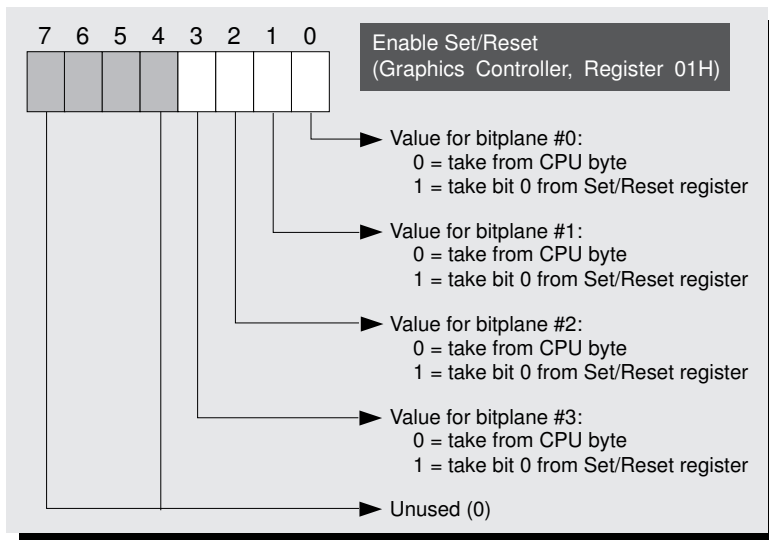 7 6 5 4 3 2 1 0
Enable Set/Reset
(Graphics Controller, Register 01H)
Value for bitplane #0:
0 = take from CPU byte
1 = take bit 0 from Set/Reset register
Value for bitplane #1:
0 = take from CPU byte
1 = take bit 0 from Set/Reset register
Value for bitplane #2:
0 = take from CPU byte
1 = take bit 0 from Set/Reset register
Value for bitplane #3:
0 = take from CPU byte
1 = take bit 0 from Set/Reset register
Unused (0)